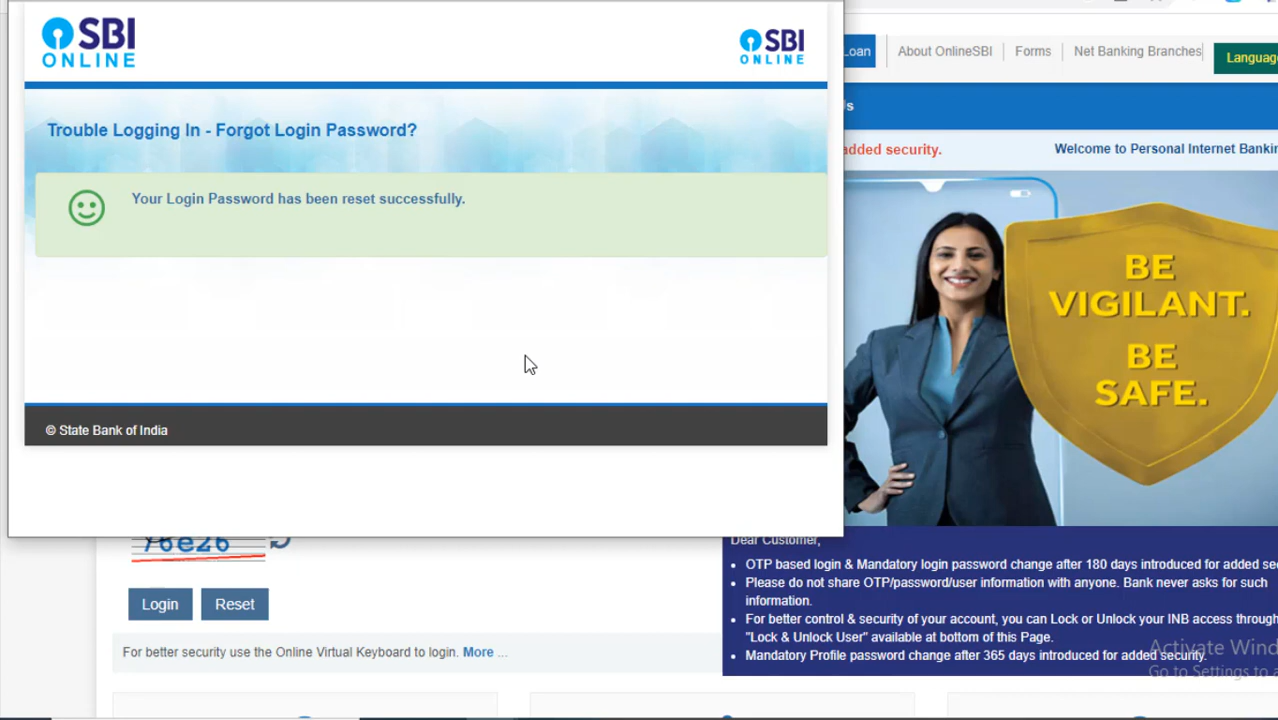 SBI
ONLINE
SBI
ONLINE
Trouble Logging In - Forgot Login Password?
Your Login Password has been reset successfully.
© State Bank of India
Loan
About OnlineSBI
Forms
Net Banking Branches
Language
Us
added security.
Welcome to Personal Internet Banking
BE
VIGILANT.
BE
SAFE.
76e26
Login
Reset
For better security use the Online Virtual Keyboard to login. More ...
Dear Customer,
• OTP based login & Mandatory login password change after 180 days introduced for added sec
• Please do not share OTP/password/user information with anyone. Bank never asks for such
information.
• For better control & security of your account, you can Lock or Unlock your INB access through
"Lock & Unlock User" available at bottom of this Page.
• Mandatory Profile password change after 365 days introduced for added security.
Activate Wind
Go to Settings to a